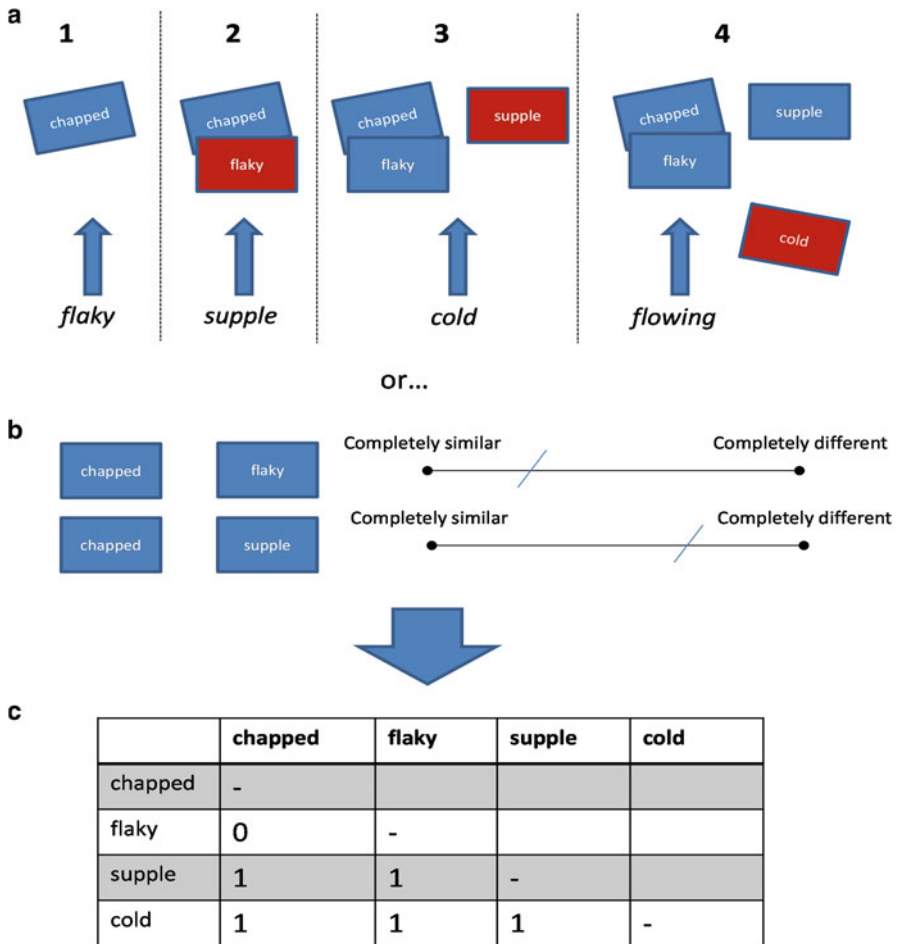 a
1 2 3 4
chapped
chapped
flaky
chapped
flaky
supple
chapped
flaky
supple
cold
flaky supple cold flowing
or...
b
chapped flaky Completely similar Completely different
chapped supple Completely similar Completely different
c
chapped flaky supple cold
chapped -
flaky 0 -
supple 1 1 -
cold 1 1 1 -